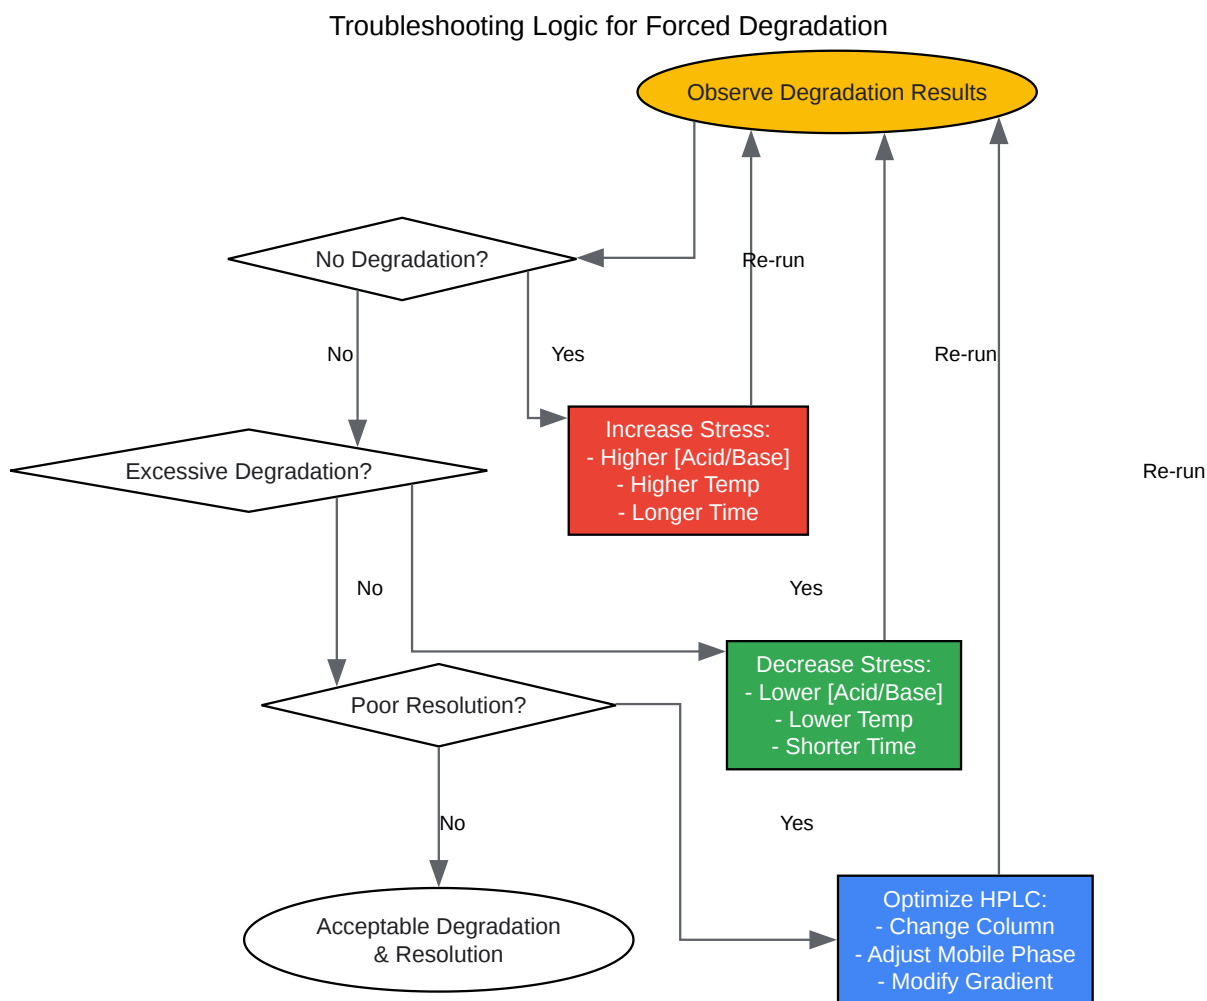 Troubleshooting Logic for Forced Degradation
Observe Degradation Results
No Degradation?
Re-run
No
Yes
Re-run
Increase Stress:
- Higher [Acid/Base]
- Higher Temp
- Longer Time
Excessive Degradation?
Re-run
No
Yes
Decrease Stress:
- Lower [Acid/Base]
- Lower Temp
- Shorter Time
Poor Resolution?
No
Yes
Optimize HPLC:
- Change Column
- Adjust Mobile Phase
- Modify Gradient
Acceptable Degradation
& Resolution